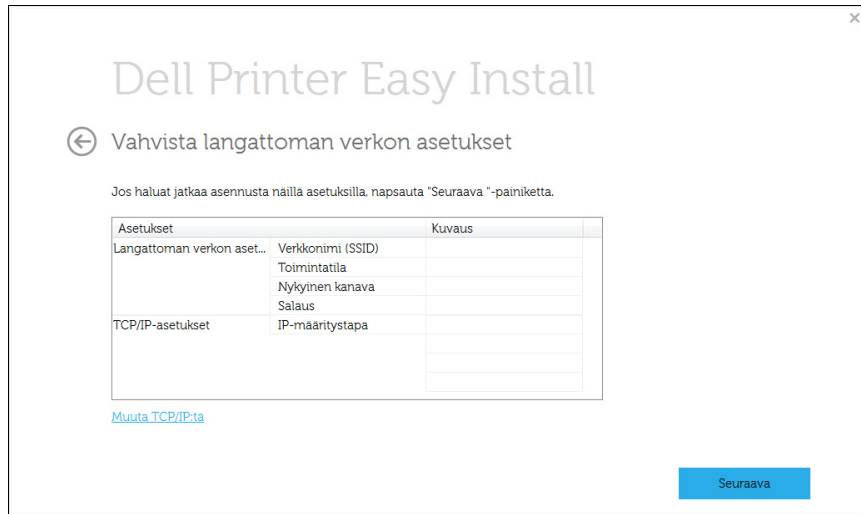 Dell Printer Easy Install
Vahvista langattoman verkon asetukset
Jos haluat jatkaa asennusta näillä asetuksilla, napsauta "Seuraava "-painiketta.
Asetukset Kuvaus
Langattoman verkon aset... Verkkonimi (SSID)
Toimintatila
Nykyinen kanava
Salaus
TCP/IP-asetukset IP-määritystapa
Muuta TCP/IP:tä
Seuraava